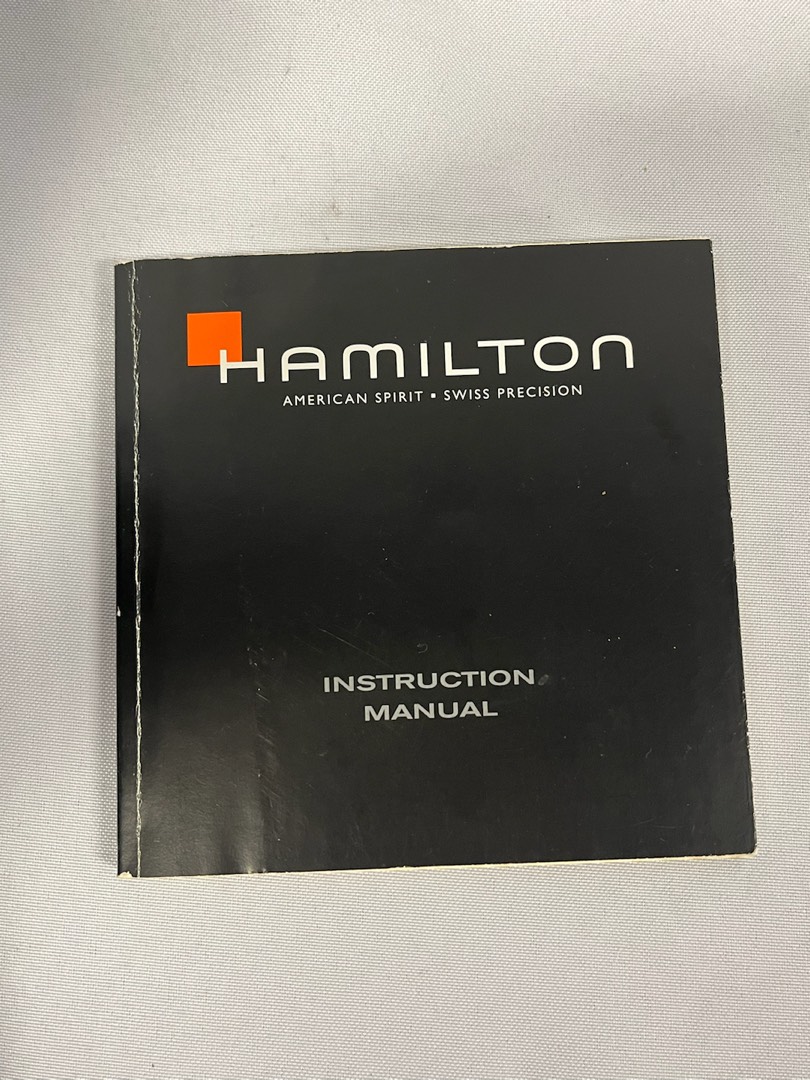 HAMILTON
AMERICAN SPIRIT ▪ SWISS PRECISION
INSTRUCTION
MANUAL